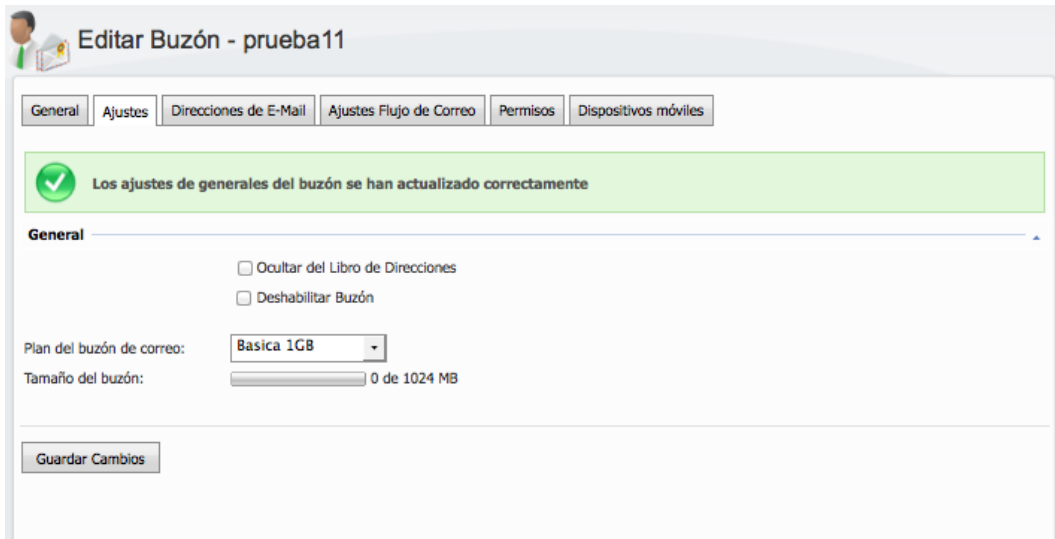 Editar Buzón - prueba11
General Ajustes Direcciones de E-Mail Ajustes Flujo de Correo Permisos Dispositivos móviles
Los ajustes de generales del buzón se han actualizado correctamente
General
Ocultar del Libro de Direcciones
Deshabilitar Buzón
Plan del buzón de correo: Basica 1GB
Tamaño del buzón: 0 de 1024 MB
Guardar Cambios